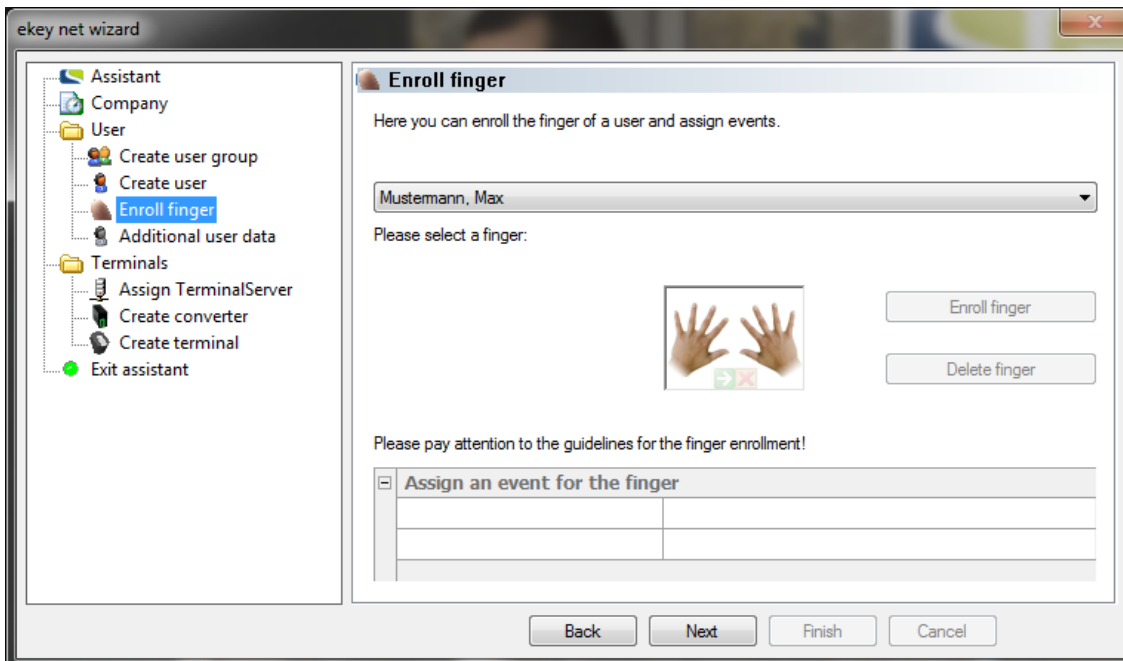 ekey net wizard
Assistant
Company
User
Create user group
Create user
Enroll finger
Additional user data
Terminals
Assign TerminalServer
Create converter
Create terminal
Exit assistant
Enroll finger
Here you can enroll the finger of a user and assign events.
Mustermann, Max
Please select a finger:
Enroll finger
Delete finger
Please pay attention to the guidelines for the finger enrollment!
Assign an event for the finger
Back Next Finish Cancel